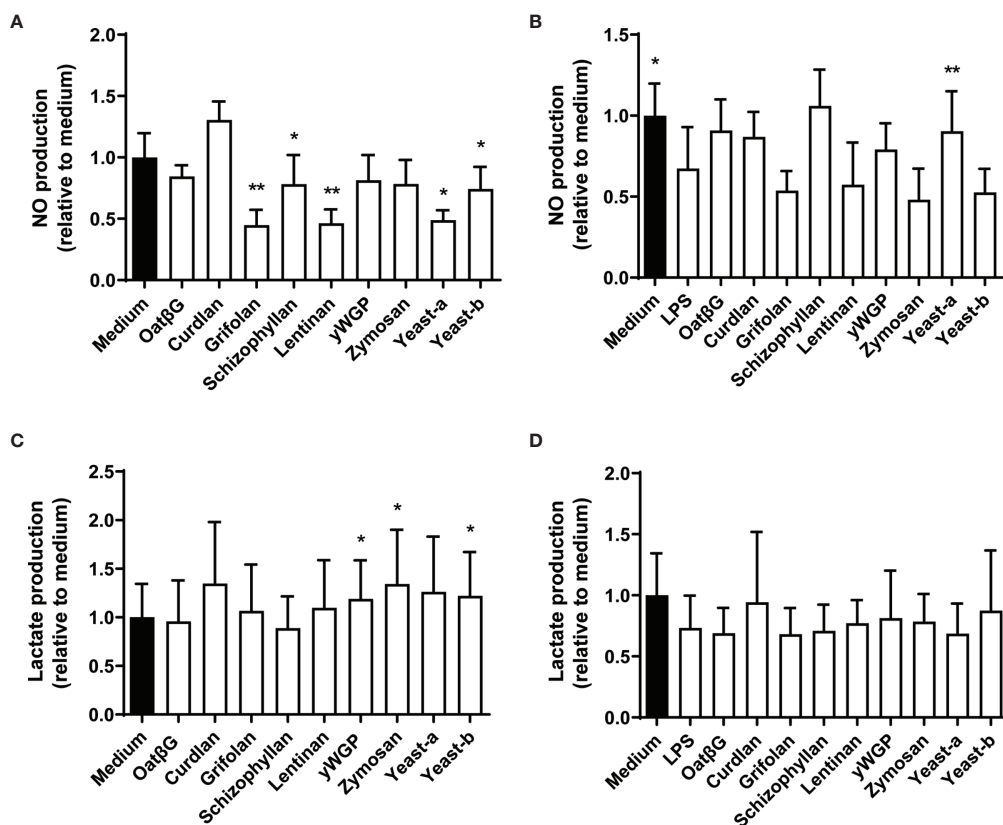 A
NO production
(relative to medium)
2.0
1.5
1.0
0.5
0.0
**
*
**
*
*
Medium
OatβG
Curdlan
Grifolan
Schizophyllan
Lentinan
yWGP
Zymosan
Yeast-a
Yeast-b
B
NO production
(relative to medium)
1.5
1.0
0.5
0.0
*
**
Medium
LPS
OatβG
Curdlan
Grifolan
Schizophyllan
Lentinan
yWGP
Zymosan
Yeast-a
Yeast-b
C
Lactate production
(relative to medium)
2.5
2.0
1.5
1.0
0.5
0.0
*
*
*
Medium
OatβG
Curdlan
Grifolan
Schizophyllan
Lentinan
yWGP
Zymosan
Yeast-a
Yeast-b
D
Lactate production
(relative to medium)
2.0
1.5
1.0
0.5
0.0
Medium
LPS
OatβG
Curdlan
Grifolan
Schizophyllan
Lentinan
yWGP
Zymosan
Yeast-a
Yeast-b